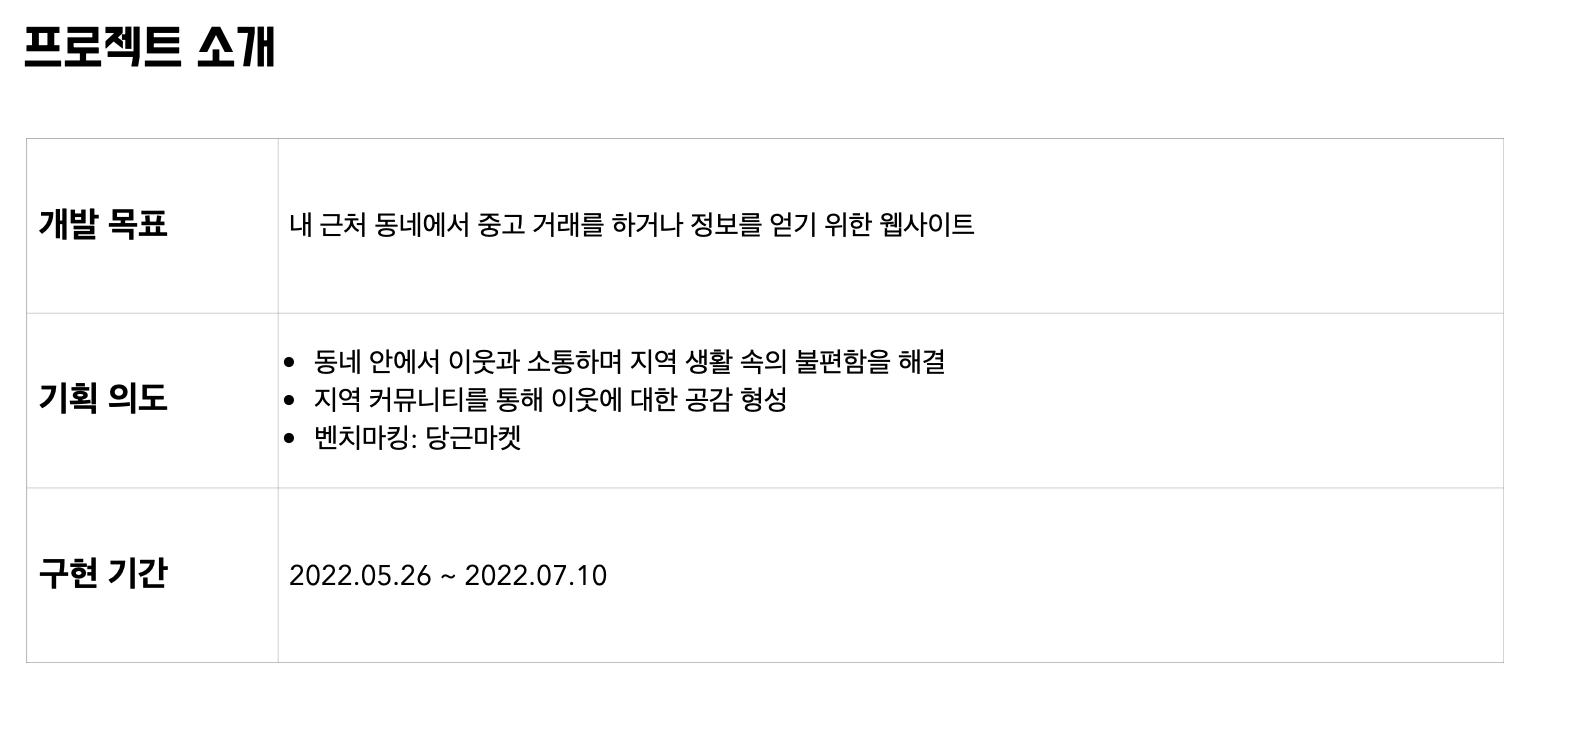 프로젝트 소개
개발 목표
내 근처 동네에서 중고 거래를 하거나 정보를 얻기 위한 웹사이트
기획 의도
• 동네 안에서 이웃과 소통하며 지역 생활 속의 불편함을 해결
• 지역 커뮤니티를 통해 이웃에 대한 공감 형성
• 벤치마킹: 당근마켓
구현 기간
2022.05.26 ~ 2022.07.10